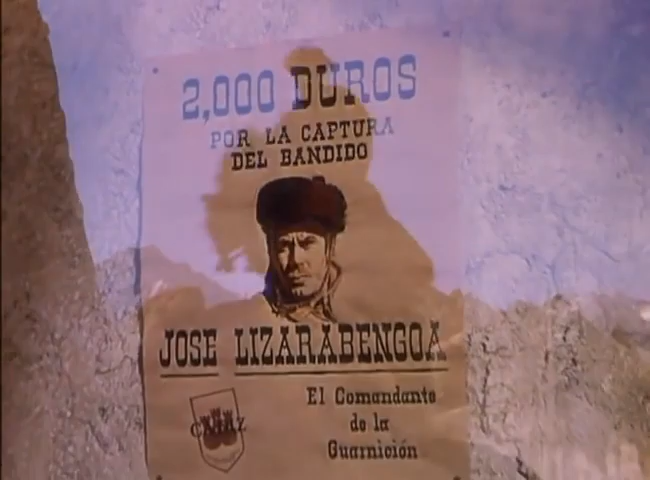 2,000 DUROS
POR LA CAPTURA
DEL BANDIDO
JOSE LIZARABENGOA
El Comandante
de la
Guarnición